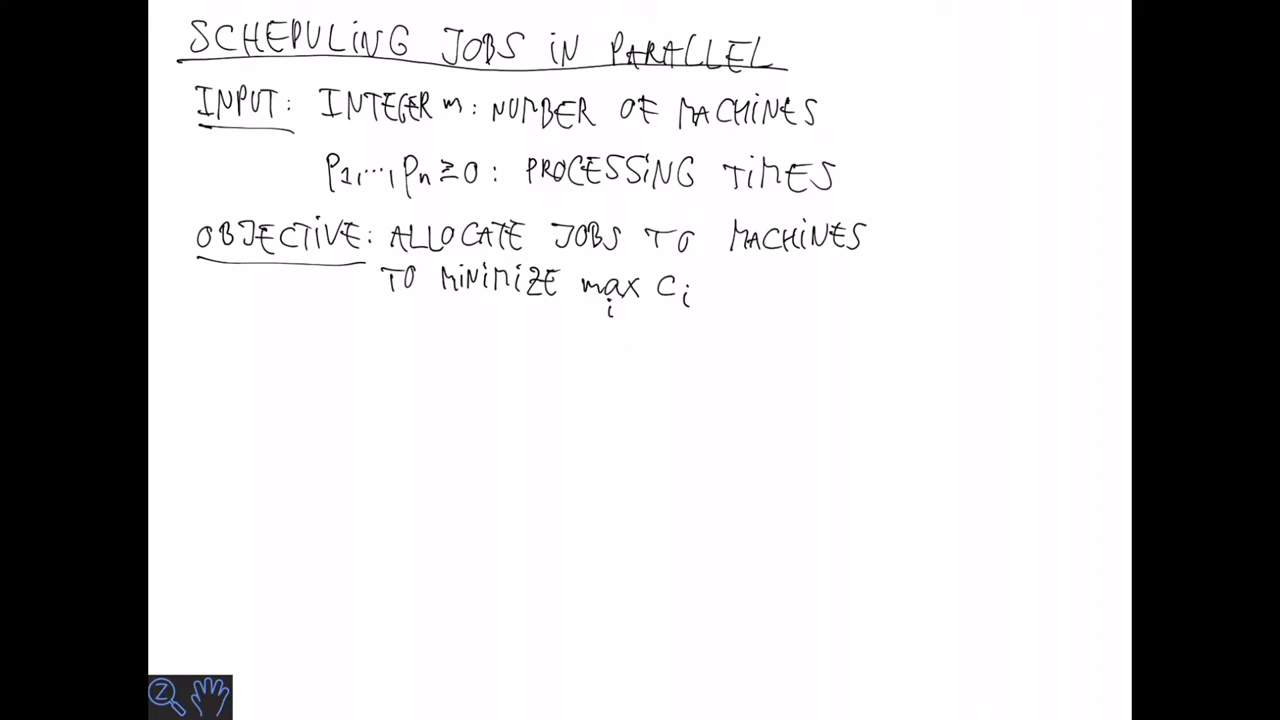 SCHEDULING JOBS IN PARALLEL
INPUT: INTEGER m: NUMBER OF MACHINES
p1,...,pn ≥ 0: PROCESSING TIMES
OBJECTIVE: ALLOCATE JOBS TO MACHINES
TO MINIMIZE max Ci
i